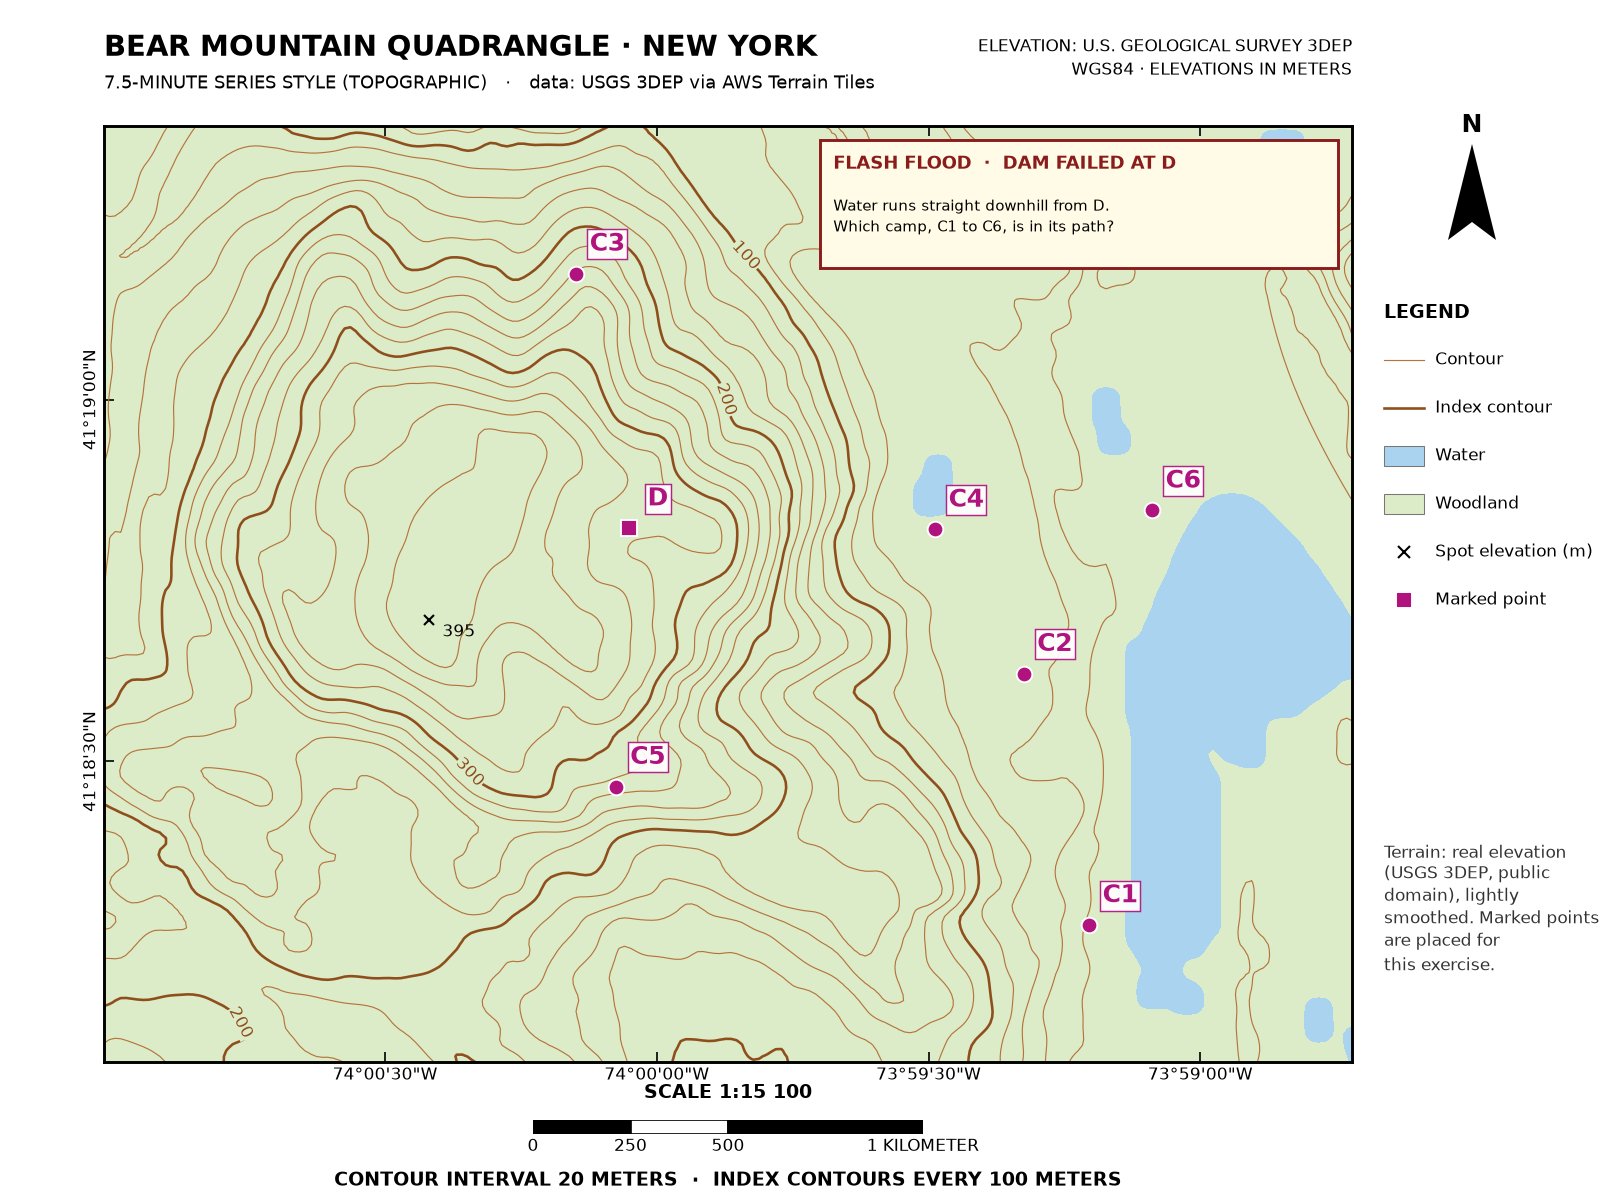 BEAR MOUNTAIN QUADRANGLE · NEW YORK
7.5-MINUTE SERIES STYLE (TOPOGRAPHIC) · data: USGS 3DEP via AWS Terrain Tiles
ELEVATION: U.S. GEOLOGICAL SURVEY 3DEP
WGS84 · ELEVATIONS IN METERS
FLASH FLOOD · DAM FAILED AT D
Water runs straight downhill from D.
Which camp, C1 to C6, is in its path?
N
LEGEND
Contour
Index contour
Water
Woodland
Spot elevation (m)
Marked point
Terrain: real elevation
(USGS 3DEP, public
domain), lightly
smoothed. Marked points
are placed for
this exercise.
C3
100
200
D
C4
C6
395
C2
C5
300
C1
200
41°19'00"N
41°18'30"N
74°00'30"W
74°00'00"W
73°59'30"W
73°59'00"W
SCALE 1:15 100
0 250 500 1 KILOMETER
CONTOUR INTERVAL 20 METERS · INDEX CONTOURS EVERY 100 METERS